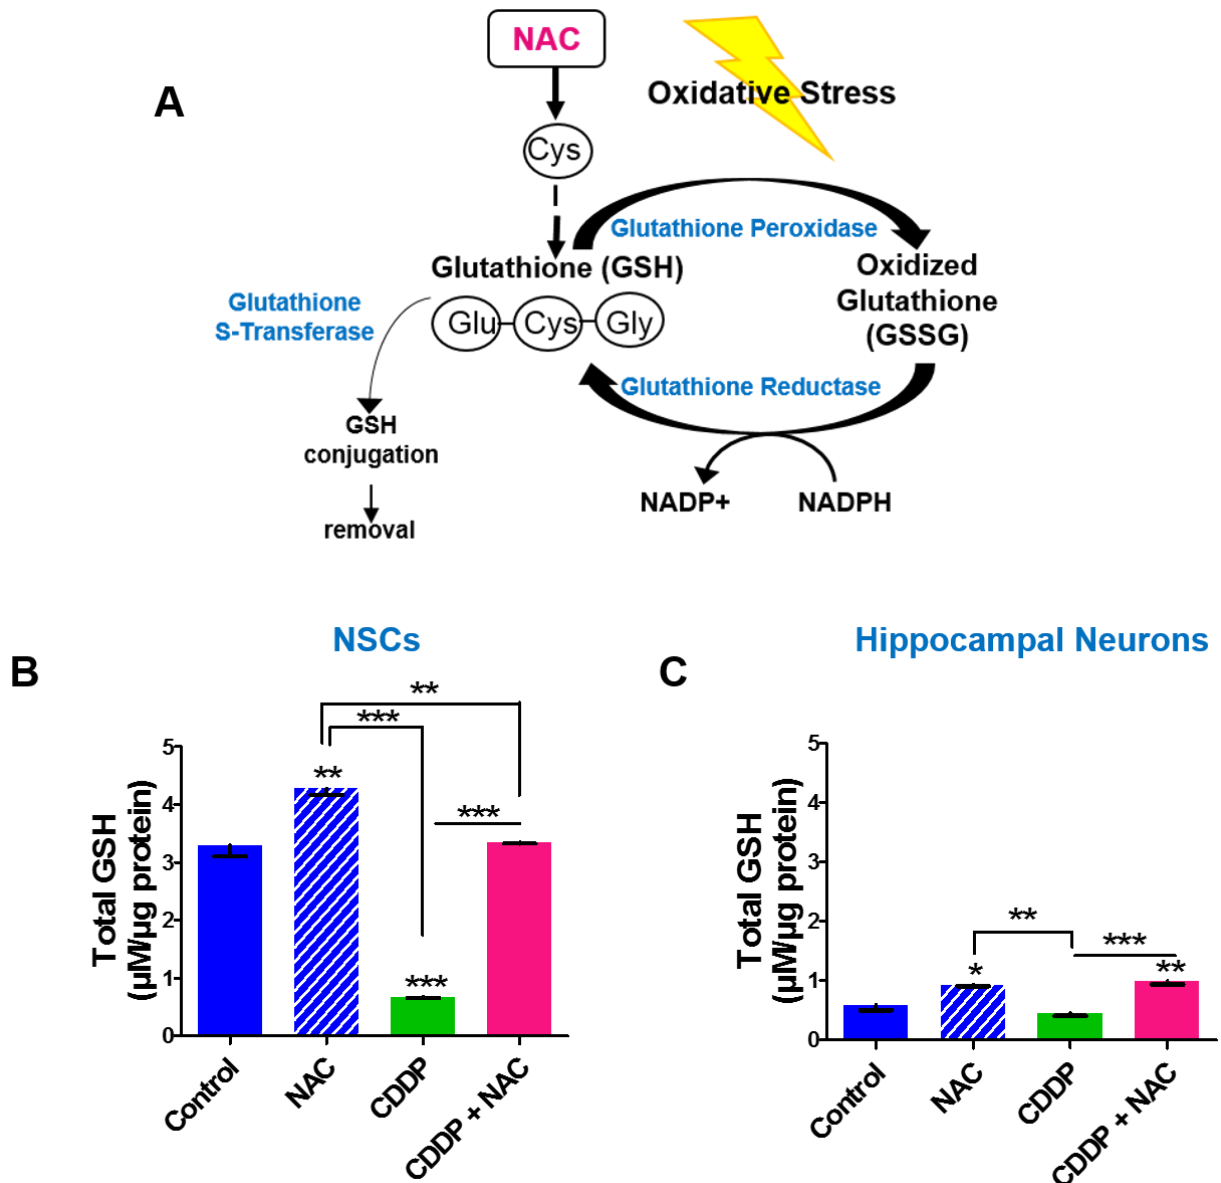 A
NAC
Oxidative Stress
Cys
Glutathione Peroxidase
Glutathione (GSH)
Oxidized
Glutathione
(GSSG)
Glutathione
S-Transferase
Glu
Cys
Gly
Glutathione Reductase
GSH
conjugation
removal
NADP+
NADPH
B
NSCs
Total GSH
(µM/µg protein)
5
4
3
2
1
0
**
***
**
***
***
Control
NAC
CDDP
CDDP + NAC
C
Hippocampal Neurons
Total GSH
(µM/µg protein)
5
4
3
2
1
0
**
***
*
**
Control
NAC
CDDP
CDDP + NAC